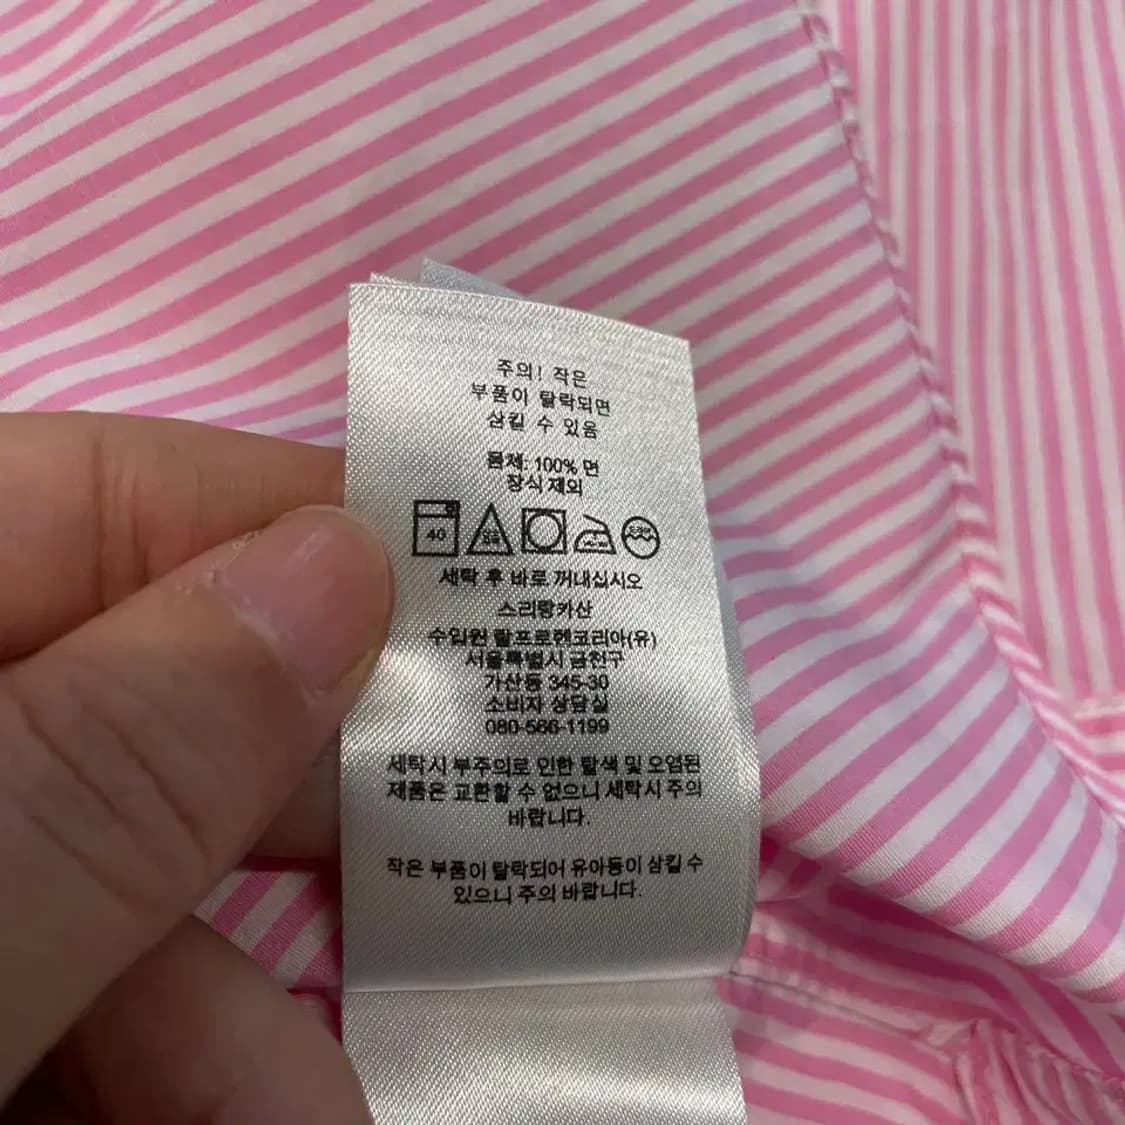 주의! 작은
부품이 탈락되면
삼킬 수 있음
몸체: 100% 면
장식 제외
40
세탁 후 바로 꺼내십시오
스리랑카산
수입원 랄프로렌코리아(유)
서울특별시 금천구
가산동 345-30
소비자 상담실
080-566-1199
세탁시 부주의로 인한 탈색 및 오염된
제품은 교환할 수 없으니 세탁시 주의
바랍니다.
작은 부품이 탈락되어 유아등이 삼킬 수
있으니 주의 바랍니다.